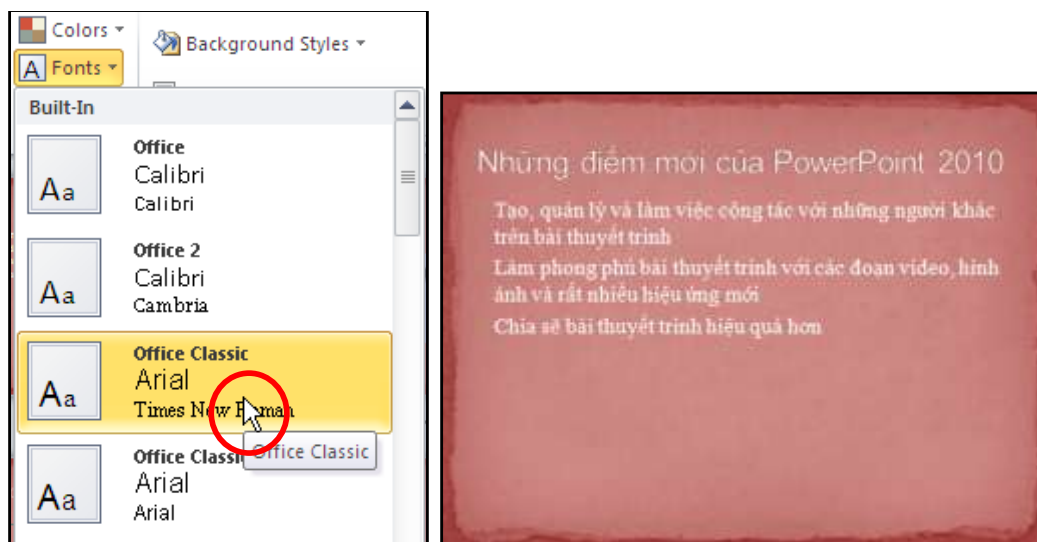 Colors
Background Styles
A Fonts
Built-In
Aa
Office
Calibri
Calibri
Aa
Office 2
Calibri
Cambria
Aa
Office Classic
Arial
Times New Roman
Office Classic
Aa
Office Classic
Arial
Arial
Những điểm mới của PowerPoint 2010
Tạo, quản lý và làm việc cộng tác với những người khác
trên bài thuyết trình
Làm phong phú bài thuyết trình với các đoạn video, hình
ảnh và rất nhiều hiệu ứng mới
Chia sẽ bài thuyết trình hiệu quả hơn